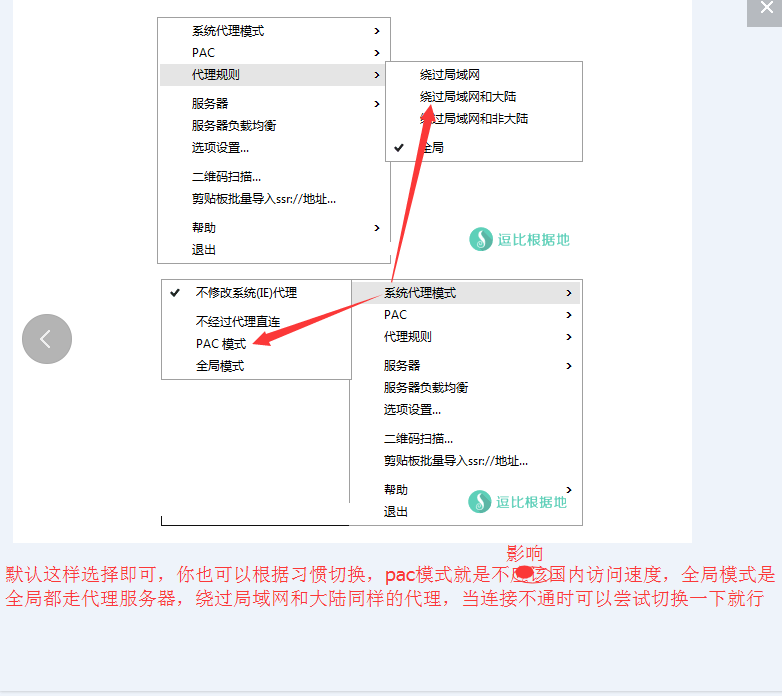 系统代理模式
PAC
代理规则
服务器
服务器负载均衡
选项设置...
二维码扫描...
剪贴板批量导入ssr://地址...
帮助
退出
绕过局域网
绕过局域网和大陆
绕过局域网和非大陆
全局
逗比根据地
不修改系统(IE)代理
不经过代理直连
PAC 模式
全局模式
系统代理模式
PAC
代理规则
服务器
服务器负载均衡
选项设置...
二维码扫描...
剪贴板批量导入ssr://地址...
帮助
退出
逗比根据地
影响
默认这样选择即可，你也可以根据习惯切换，pac模式就是不应该国内访问速度，全局模式是
全局都走代理服务器，绕过局域网和大陆同样的代理，当连接不通时可以尝试切换一下就行